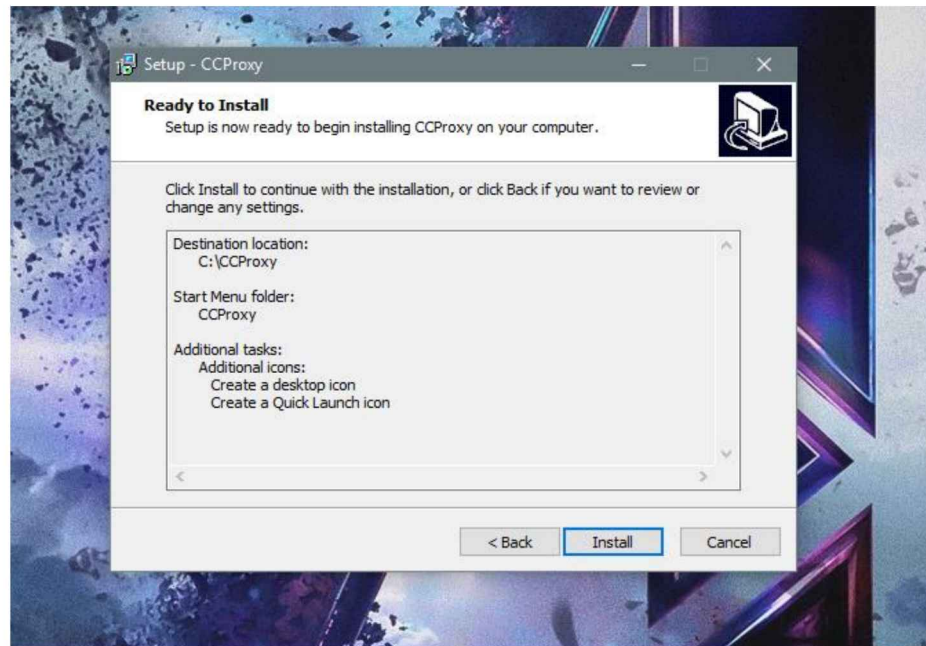 Setup - CCProxy
Ready to Install
Setup is now ready to begin installing CCProxy on your computer.
Click Install to continue with the installation, or click Back if you want to review or
change any settings.
Destination location:
C:\CCProxy
Start Menu folder:
CCProxy
Additional tasks:
Additional icons:
Create a desktop icon
Create a Quick Launch icon
< Back
Install
Cancel